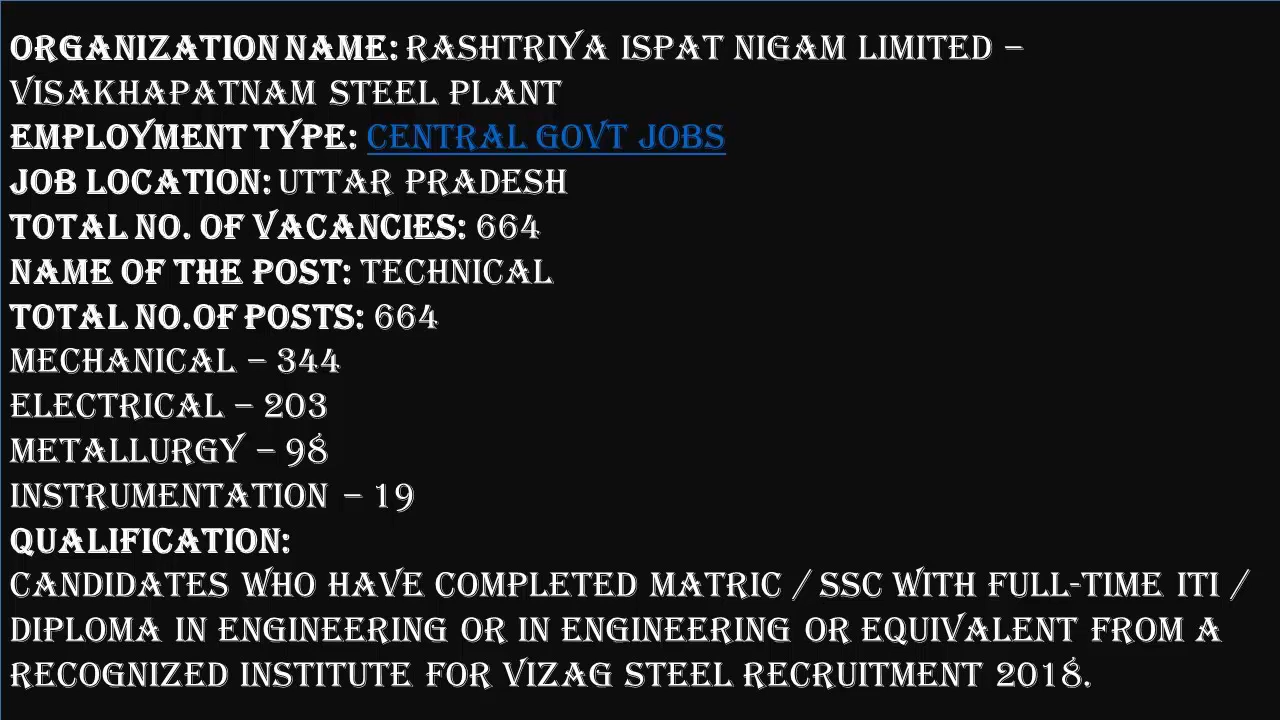 ORGANIZATION NAME: RASHTRIYA ISPAT NIGAM LIMITED –
VISAKHAPATNAM STEEL PLANT
EMPLOYMENT TYPE: CENTRAL GOVT JOBS
JOB LOCATION: UTTAR PRADESH
TOTAL NO. OF VACANCIES: 664
NAME OF THE POST: TECHNICAL
TOTAL NO.OF POSTS: 664
MECHANICAL – 344
ELECTRICAL – 203
METALLURGY – 98
INSTRUMENTATION – 19
QUALIFICATION:
CANDIDATES WHO HAVE COMPLETED MATRIC / SSC WITH FULL-TIME ITI /
DIPLOMA IN ENGINEERING OR IN ENGINEERING OR EQUIVALENT FROM A
RECOGNIZED INSTITUTE FOR VIZAG STEEL RECRUITMENT 2018.